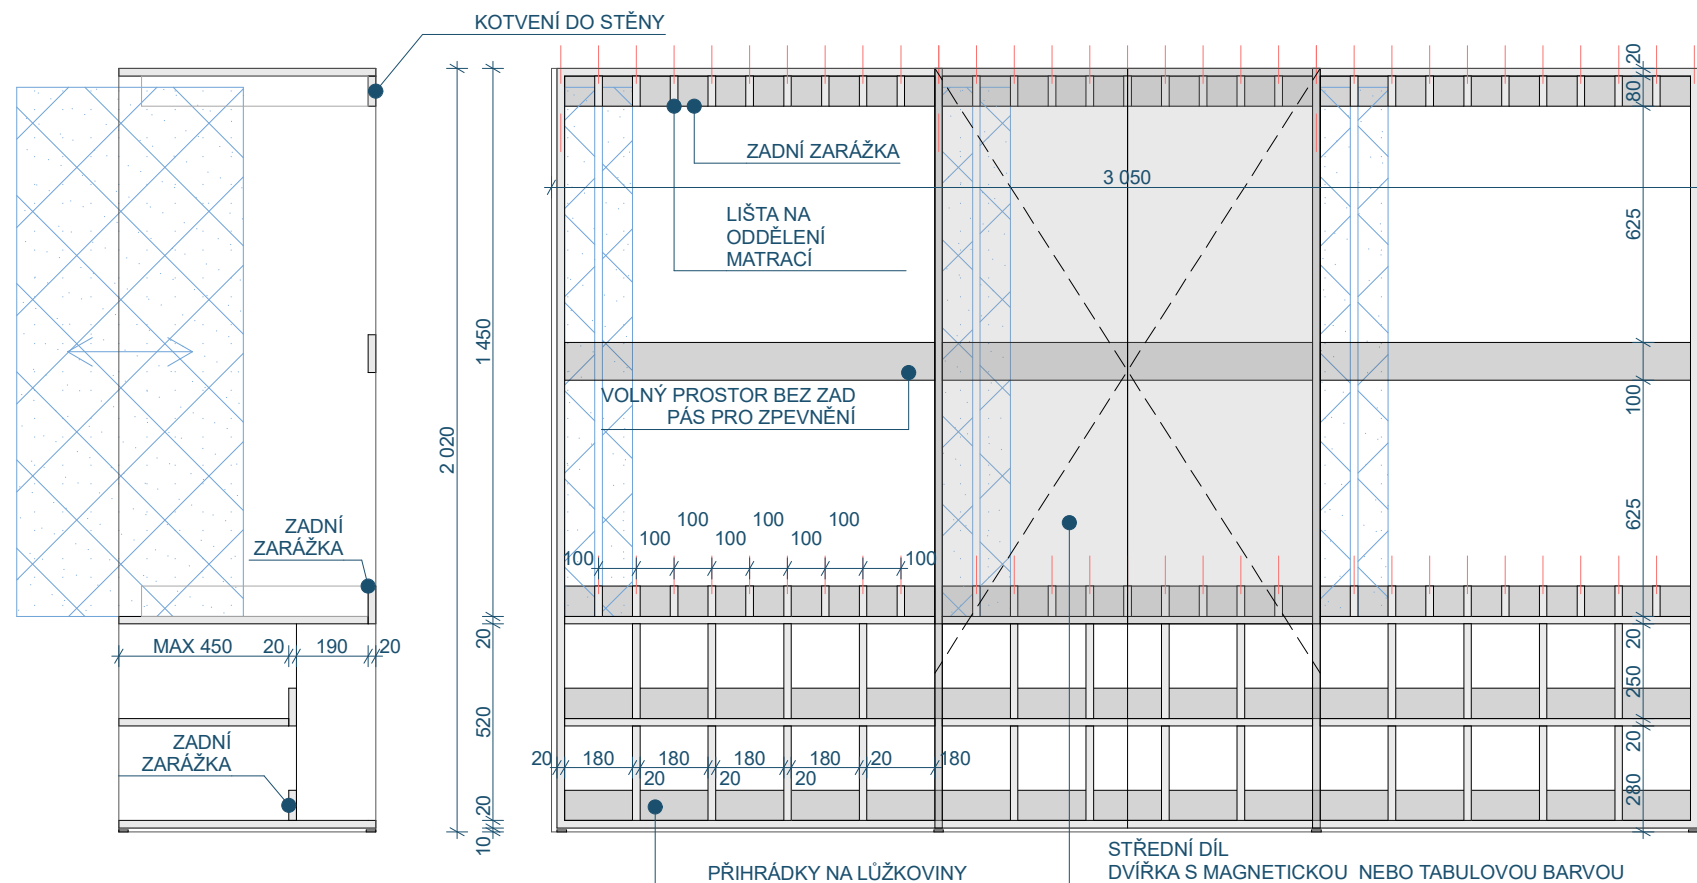 KOTVENÍ DO STĚNY
ZADNÍ ZARÁŽKA
3 050
LIŠTA NA
ODDĚLENÍ
MATRACÍ
VOLNÝ PROSTOR BEZ ZAD
PÁS PRO ZPEVNĚNÍ
ZADNÍ
ZARÁŽKA
MAX 450
20
190
20
ZADNÍ
ZARÁŽKA
2 020
1 450
20
520
20
10
100
100
100
100
100
100
100
100
100
20
180
180
180
180
20
180
20
20
20
20
80
625
100
625
20
250
20
280
PŘIHRÁDKY NA LŮŽKOVINY
STŘEDNÍ DÍL
DVÍŘKA S MAGNETICKOU NEBO TABULOVOU BARVOU